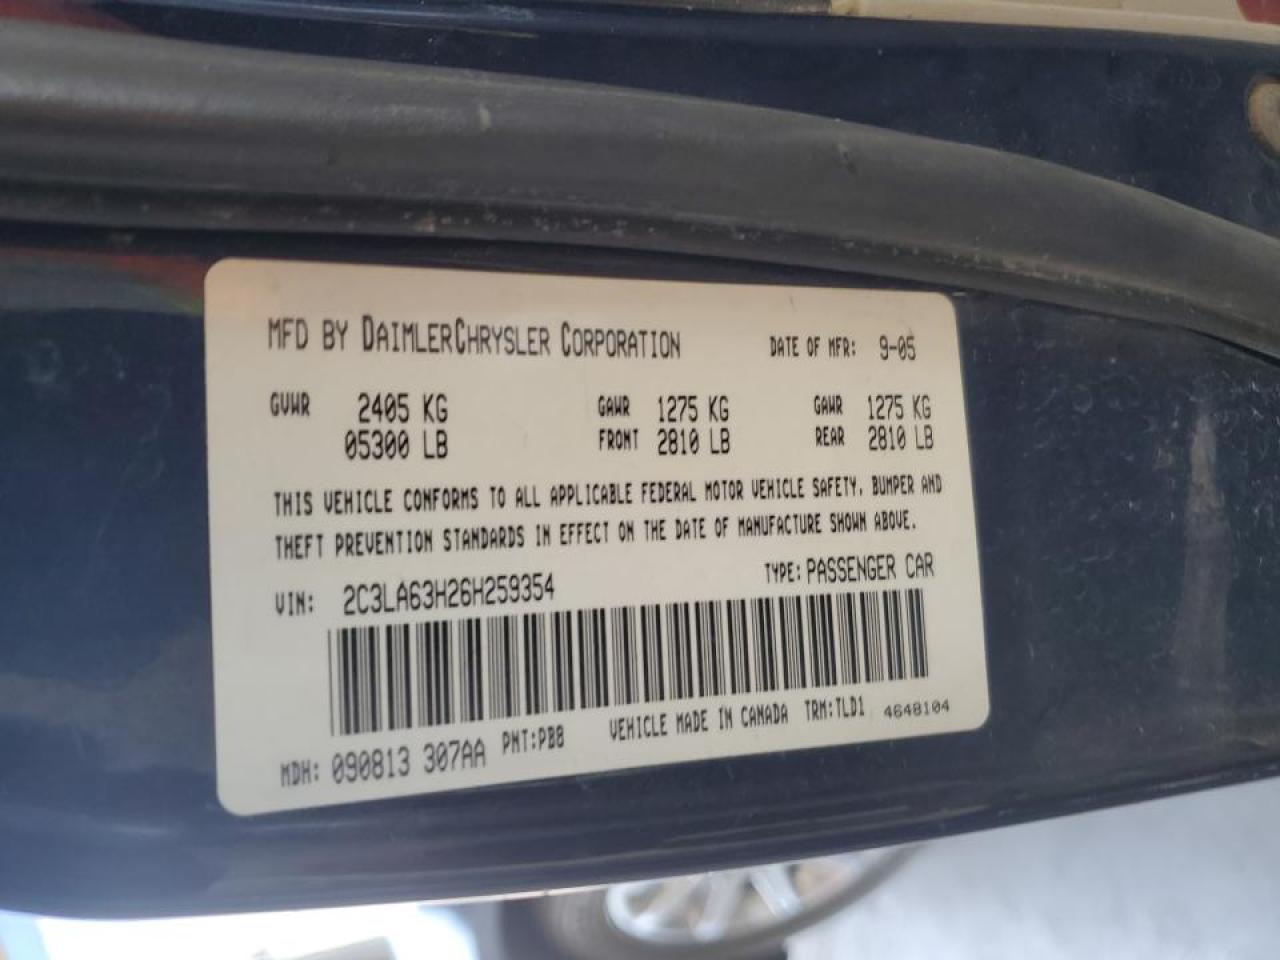 MFD BY DAIMLERCHRYSLER CORPORATION DATE OF MFR: 9-05
GVWR 2405 KG GAWR 1275 KG GAWR 1275 KG
05300 LB FRONT 2810 LB REAR 2810 LB
THIS VEHICLE CONFORMS TO ALL APPLICABLE FEDERAL MOTOR VEHICLE SAFETY, BUMPER AND
THEFT PREVENTION STANDARDS IN EFFECT ON THE DATE OF MANUFACTURE SHOWN ABOVE.
VIN: 2C3LA63H26H259354 TYPE: PASSENGER CAR
MDH: 090813 307AA PNT:PB8 VEHICLE MADE IN CANADA TRM:TLD1 4648104